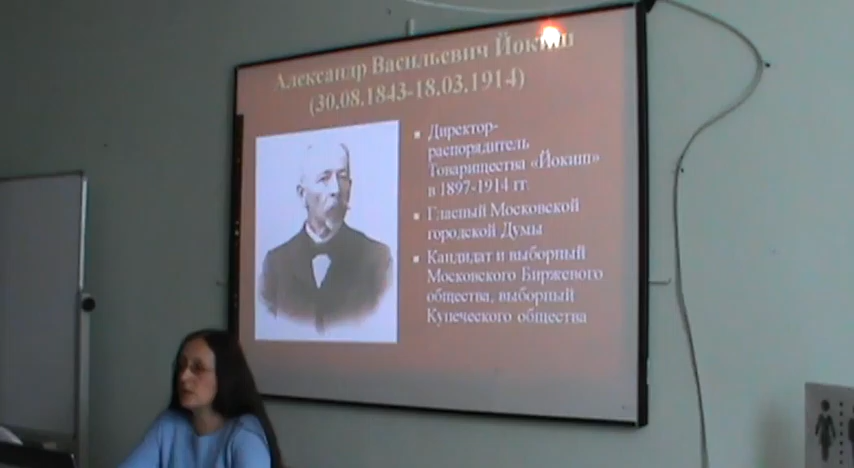 Александр Васильевич Йокиш
(30.08.1843-18.03.1914)
Директор-
распорядитель
Товарищества «Йокиш»
в 1897-1914 гг.
Гласный Московской
городской Думы
Кандидат и выборный
Московского Биржевого
общества, выборный
Купеческого общества